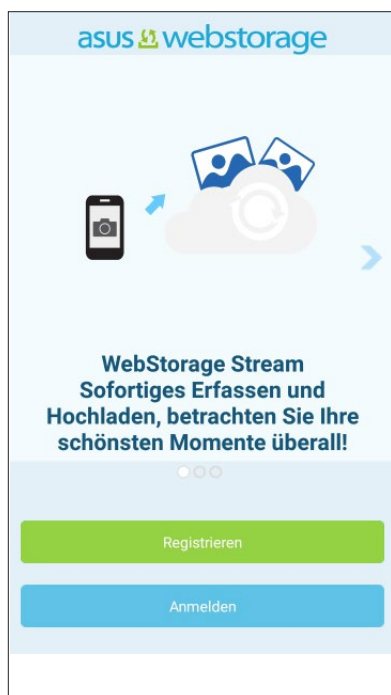 asus webstorage
WebStorage Stream
Sofortiges Erfassen und
Hochladen, betrachten Sie Ihre
schönsten Momente überall!
Registrieren
Anmelden